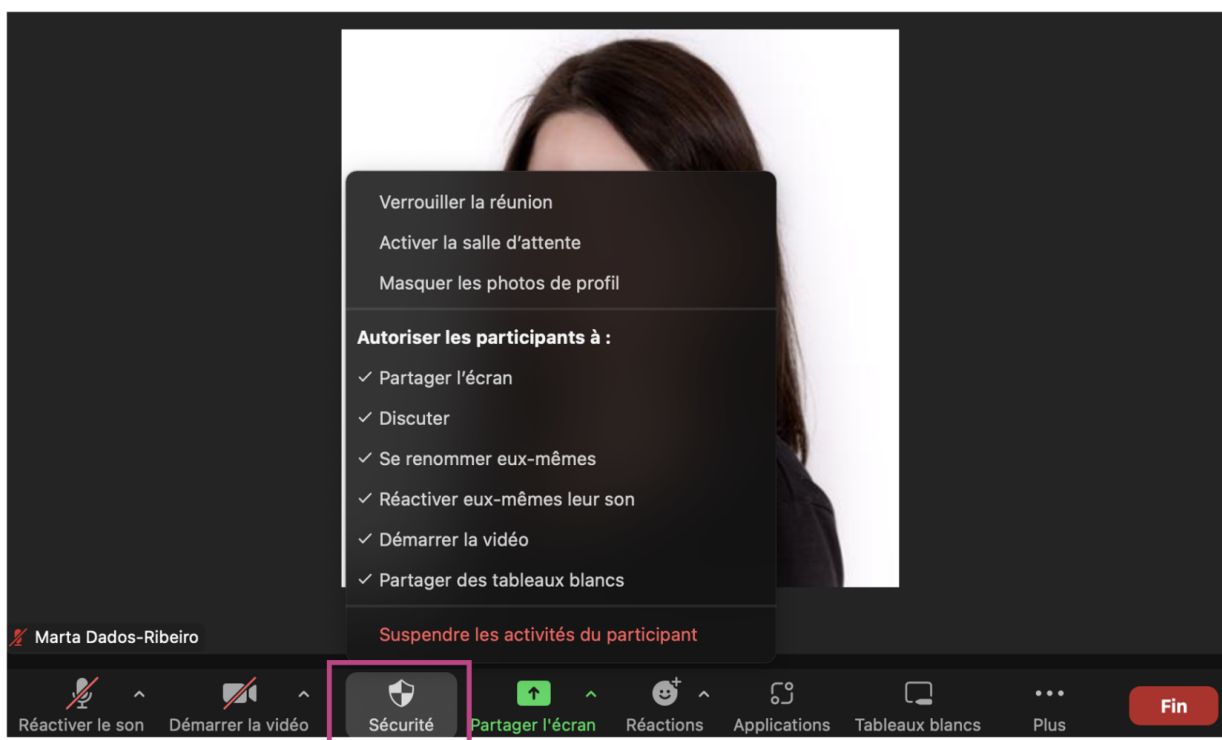 Verrouiller la réunion
Activer la salle d'attente
Masquer les photos de profil
Autoriser les participants à :
Partager l'écran
Discuter
Se renommer eux-mêmes
Réactiver eux-mêmes leur son
Démarrer la vidéo
Partager des tableaux blancs
Suspendre les activités du participant
Marta Dados-Ribeiro
Réactiver le son Démarrer la vidéo Sécurité Partager l'écran Réactions Applications Tableaux blancs Plus Fin